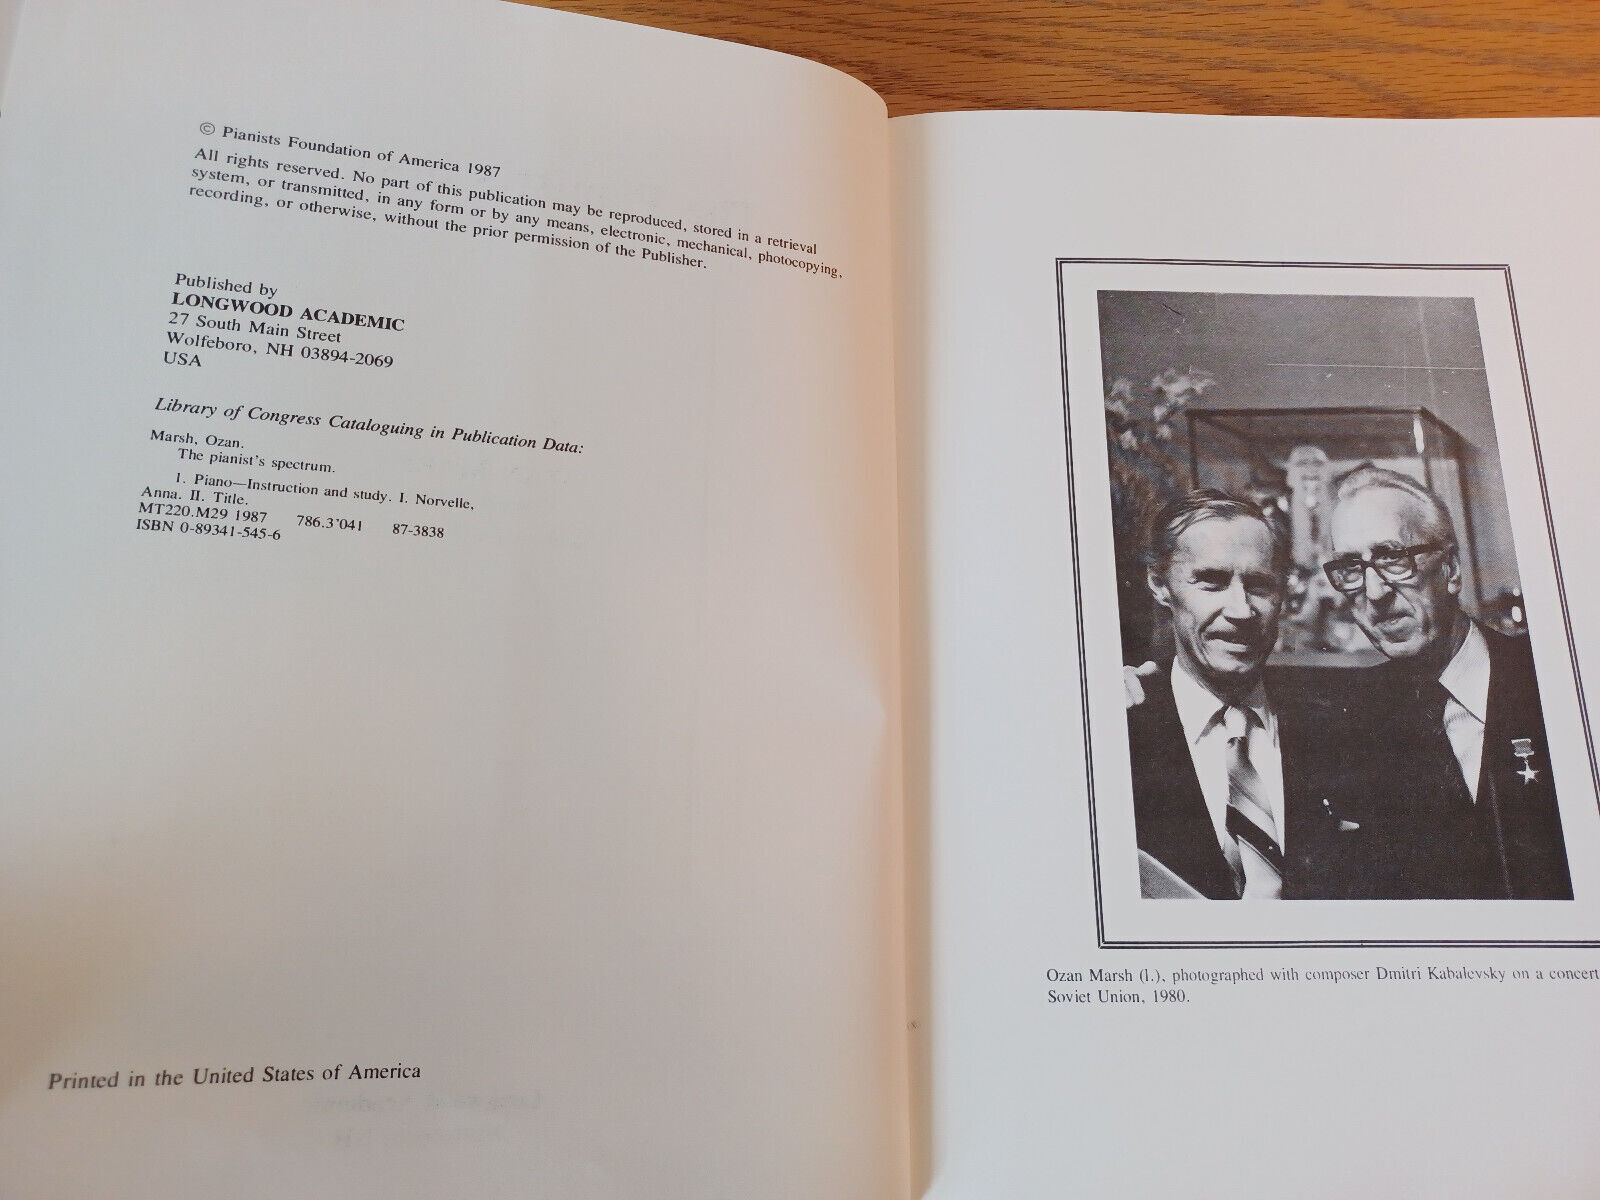 © Pianists Foundation of America 1987
All rights reserved. No part of this publication may be reproduced, stored in a retrieval
system, or transmitted, in any form or by any means, electronic, mechanical, photocopying,
recording, or otherwise, without the prior permission of the Publisher.
Published by
LONGWOOD ACADEMIC
27 South Main Street
Wolfeboro, NH 03894-2069
USA
Library of Congress Cataloguing in Publication Data:
Marsh, Ozan.
The pianist's spectrum.
1. Piano—Instruction and study. I. Norvelle,
Anna. II. Title.
MT220.M29 1987 786.3'041 87-3838
ISBN 0-89341-545-6
Printed in the United States of America
Ozan Marsh (l.), photographed with composer Dmitri Kabalevsky on a concert
Soviet Union, 1980.